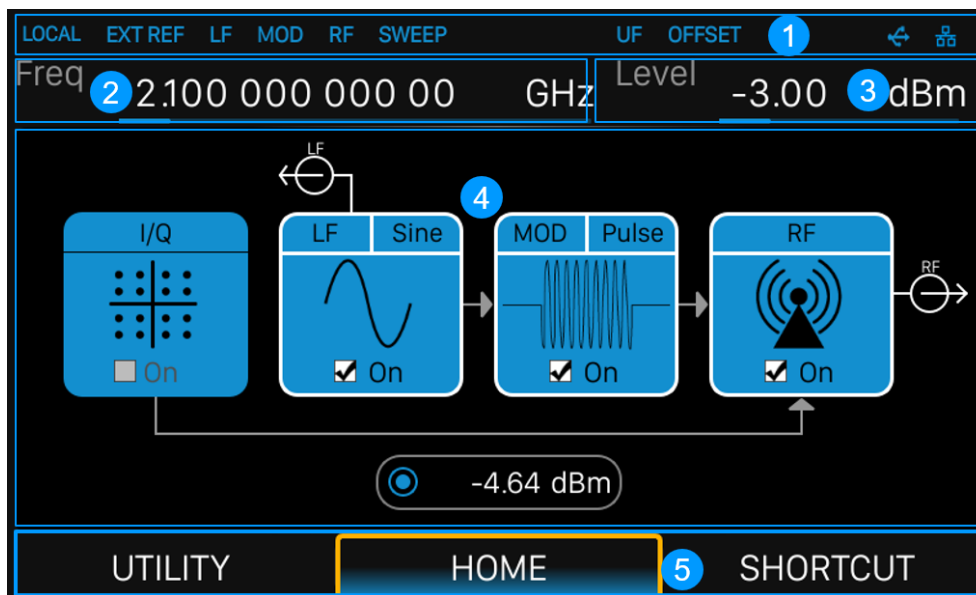 LOCAL EXT REF LF MOD RF SWEEP UF OFFSET 1
Freq 2 2.100 000 000 00 GHz Level -3.00 3 dBm
LF
4
I/Q LF Sine MOD Pulse RF
RF
On On On On
-4.64 dBm
UTILITY HOME 5 SHORTCUT